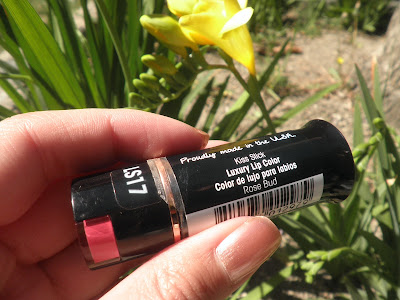 Proudly made in the U.S.A.
Kiss Stick
Luxury Lip Color
Color de lujo para labios
Rose Bud
LS17